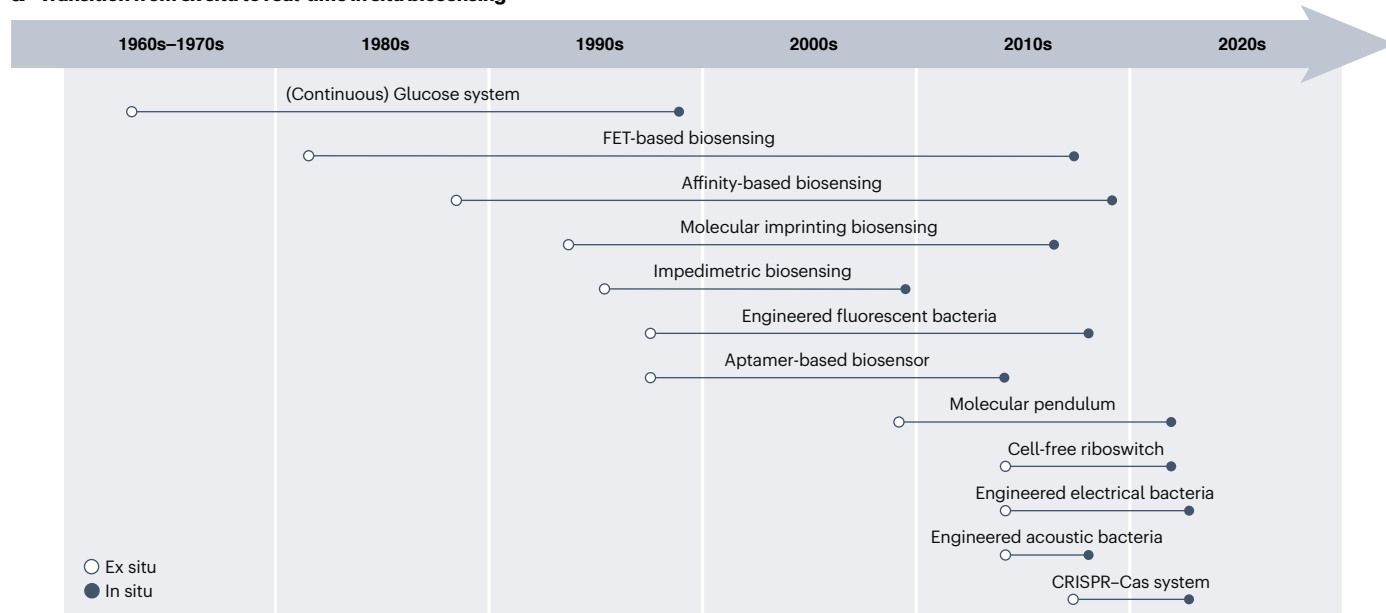 1960s–1970s 1980s 1990s 2000s 2010s 2020s
(Continuous) Glucose system
FET-based biosensing
Affinity-based biosensing
Molecular imprinting biosensing
Impedimetric biosensing
Engineered fluorescent bacteria
Aptamer-based biosensor
Molecular pendulum
Cell-free riboswitch
Engineered electrical bacteria
Engineered acoustic bacteria
CRISPR–Cas system
Ex situ
In situ